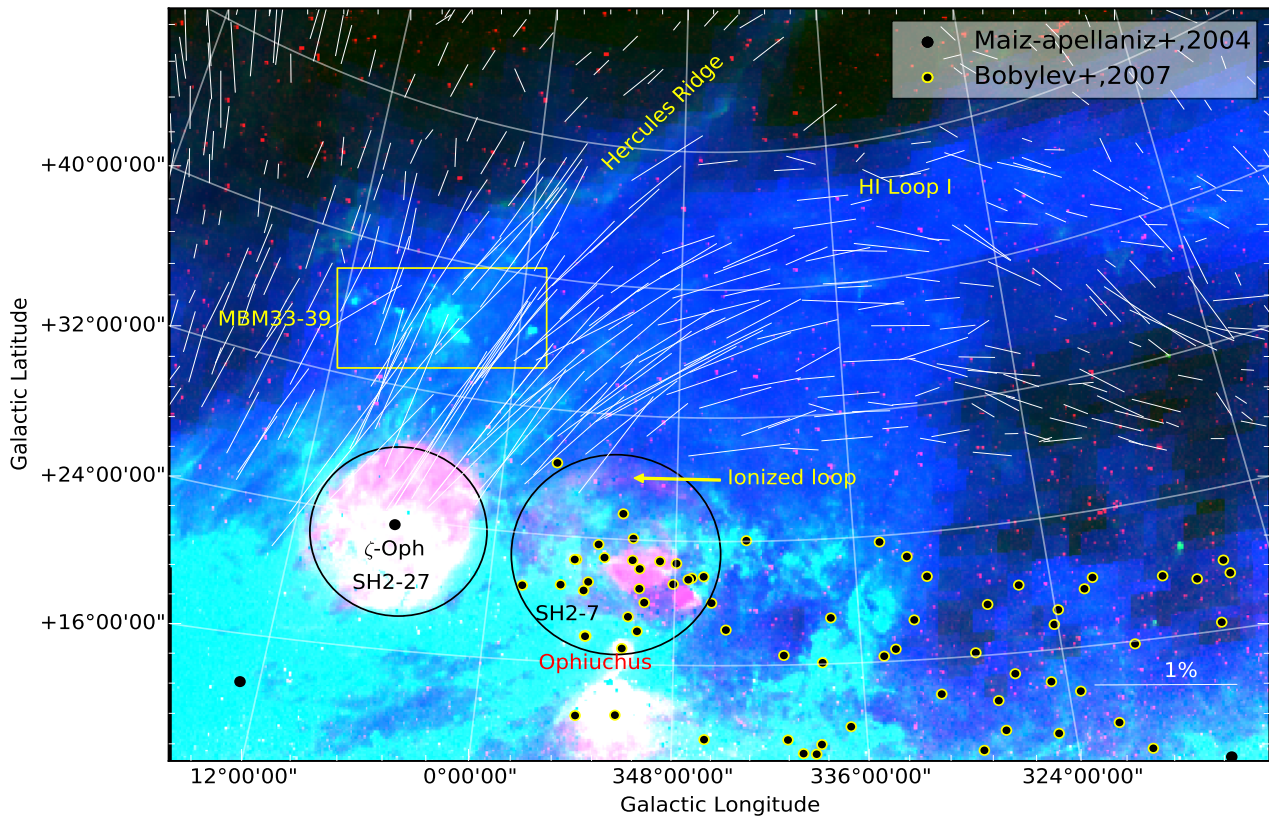 Maiz-apellaniz+,2004
Bobylev+,2007
Hercules Ridge
+40°00'00"
HI Loop I
+32°00'00"
MBM33-39
Galactic Latitude
+24°00'00"
Ionized loop
ζ-Oph
SH2-27
SH2-7
+16°00'00"
Ophiuchus
1%
12°00'00"
0°00'00"
348°00'00"
336°00'00"
324°00'00"
Galactic Longitude